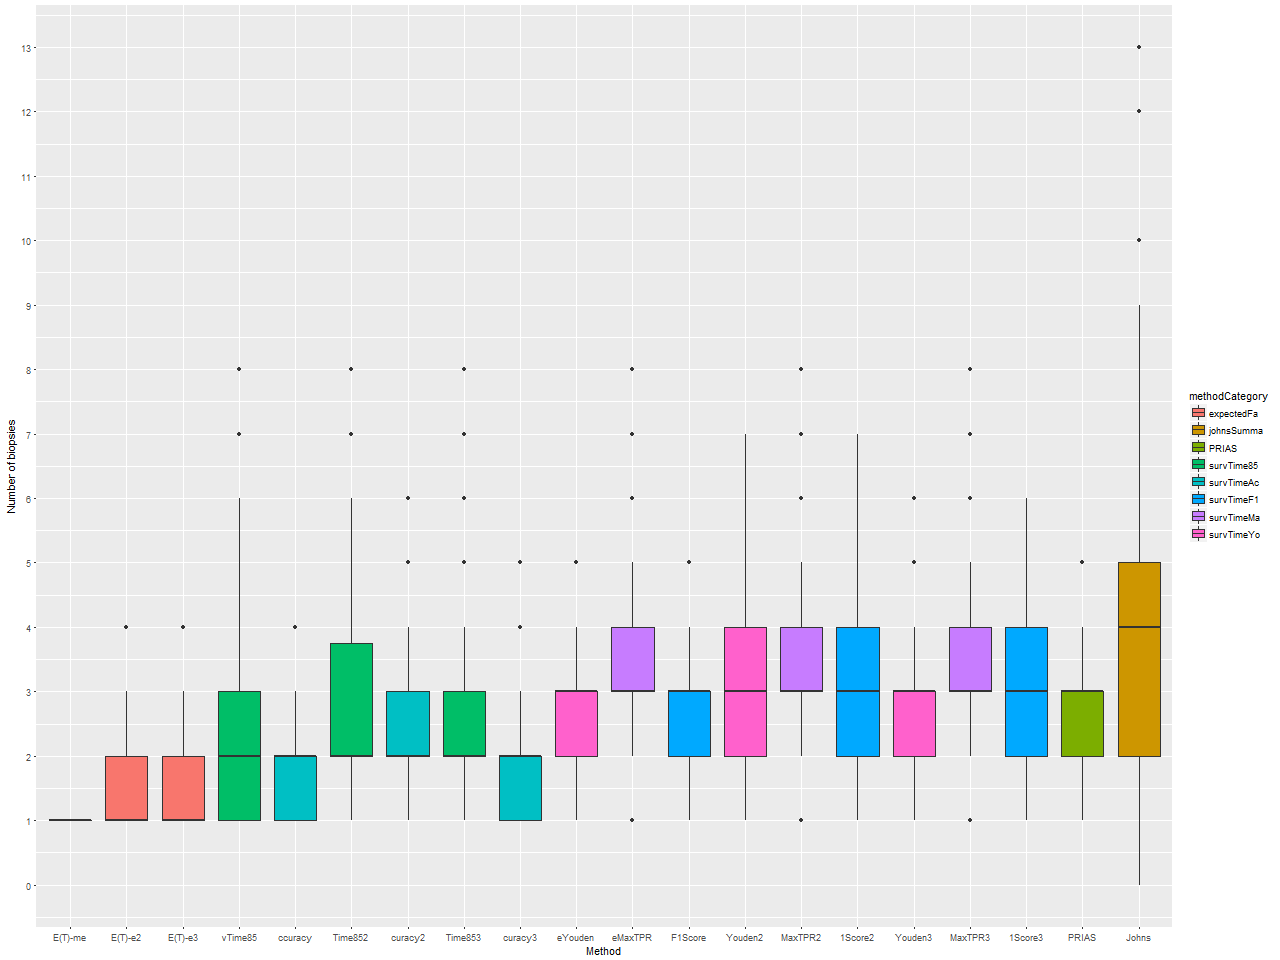 13
12
11
10
9
8
7
6
5
4
3
2
1
0
Number of biopsies
E(T)-me E(T)-e2 E(T)-e3 vTime85 ccuracy Time852 curacy2 Time853 curacy3 eYouden eMaxTPR F1Score Youden2 MaxTPR2 1Score2 Youden3 MaxTPR3 1Score3 PRIAS Johns
Method
methodCategory
expectedFa
johnsSumma
PRIAS
survTime85
survTimeAc
survTimeF1
survTimeMa
survTimeYo